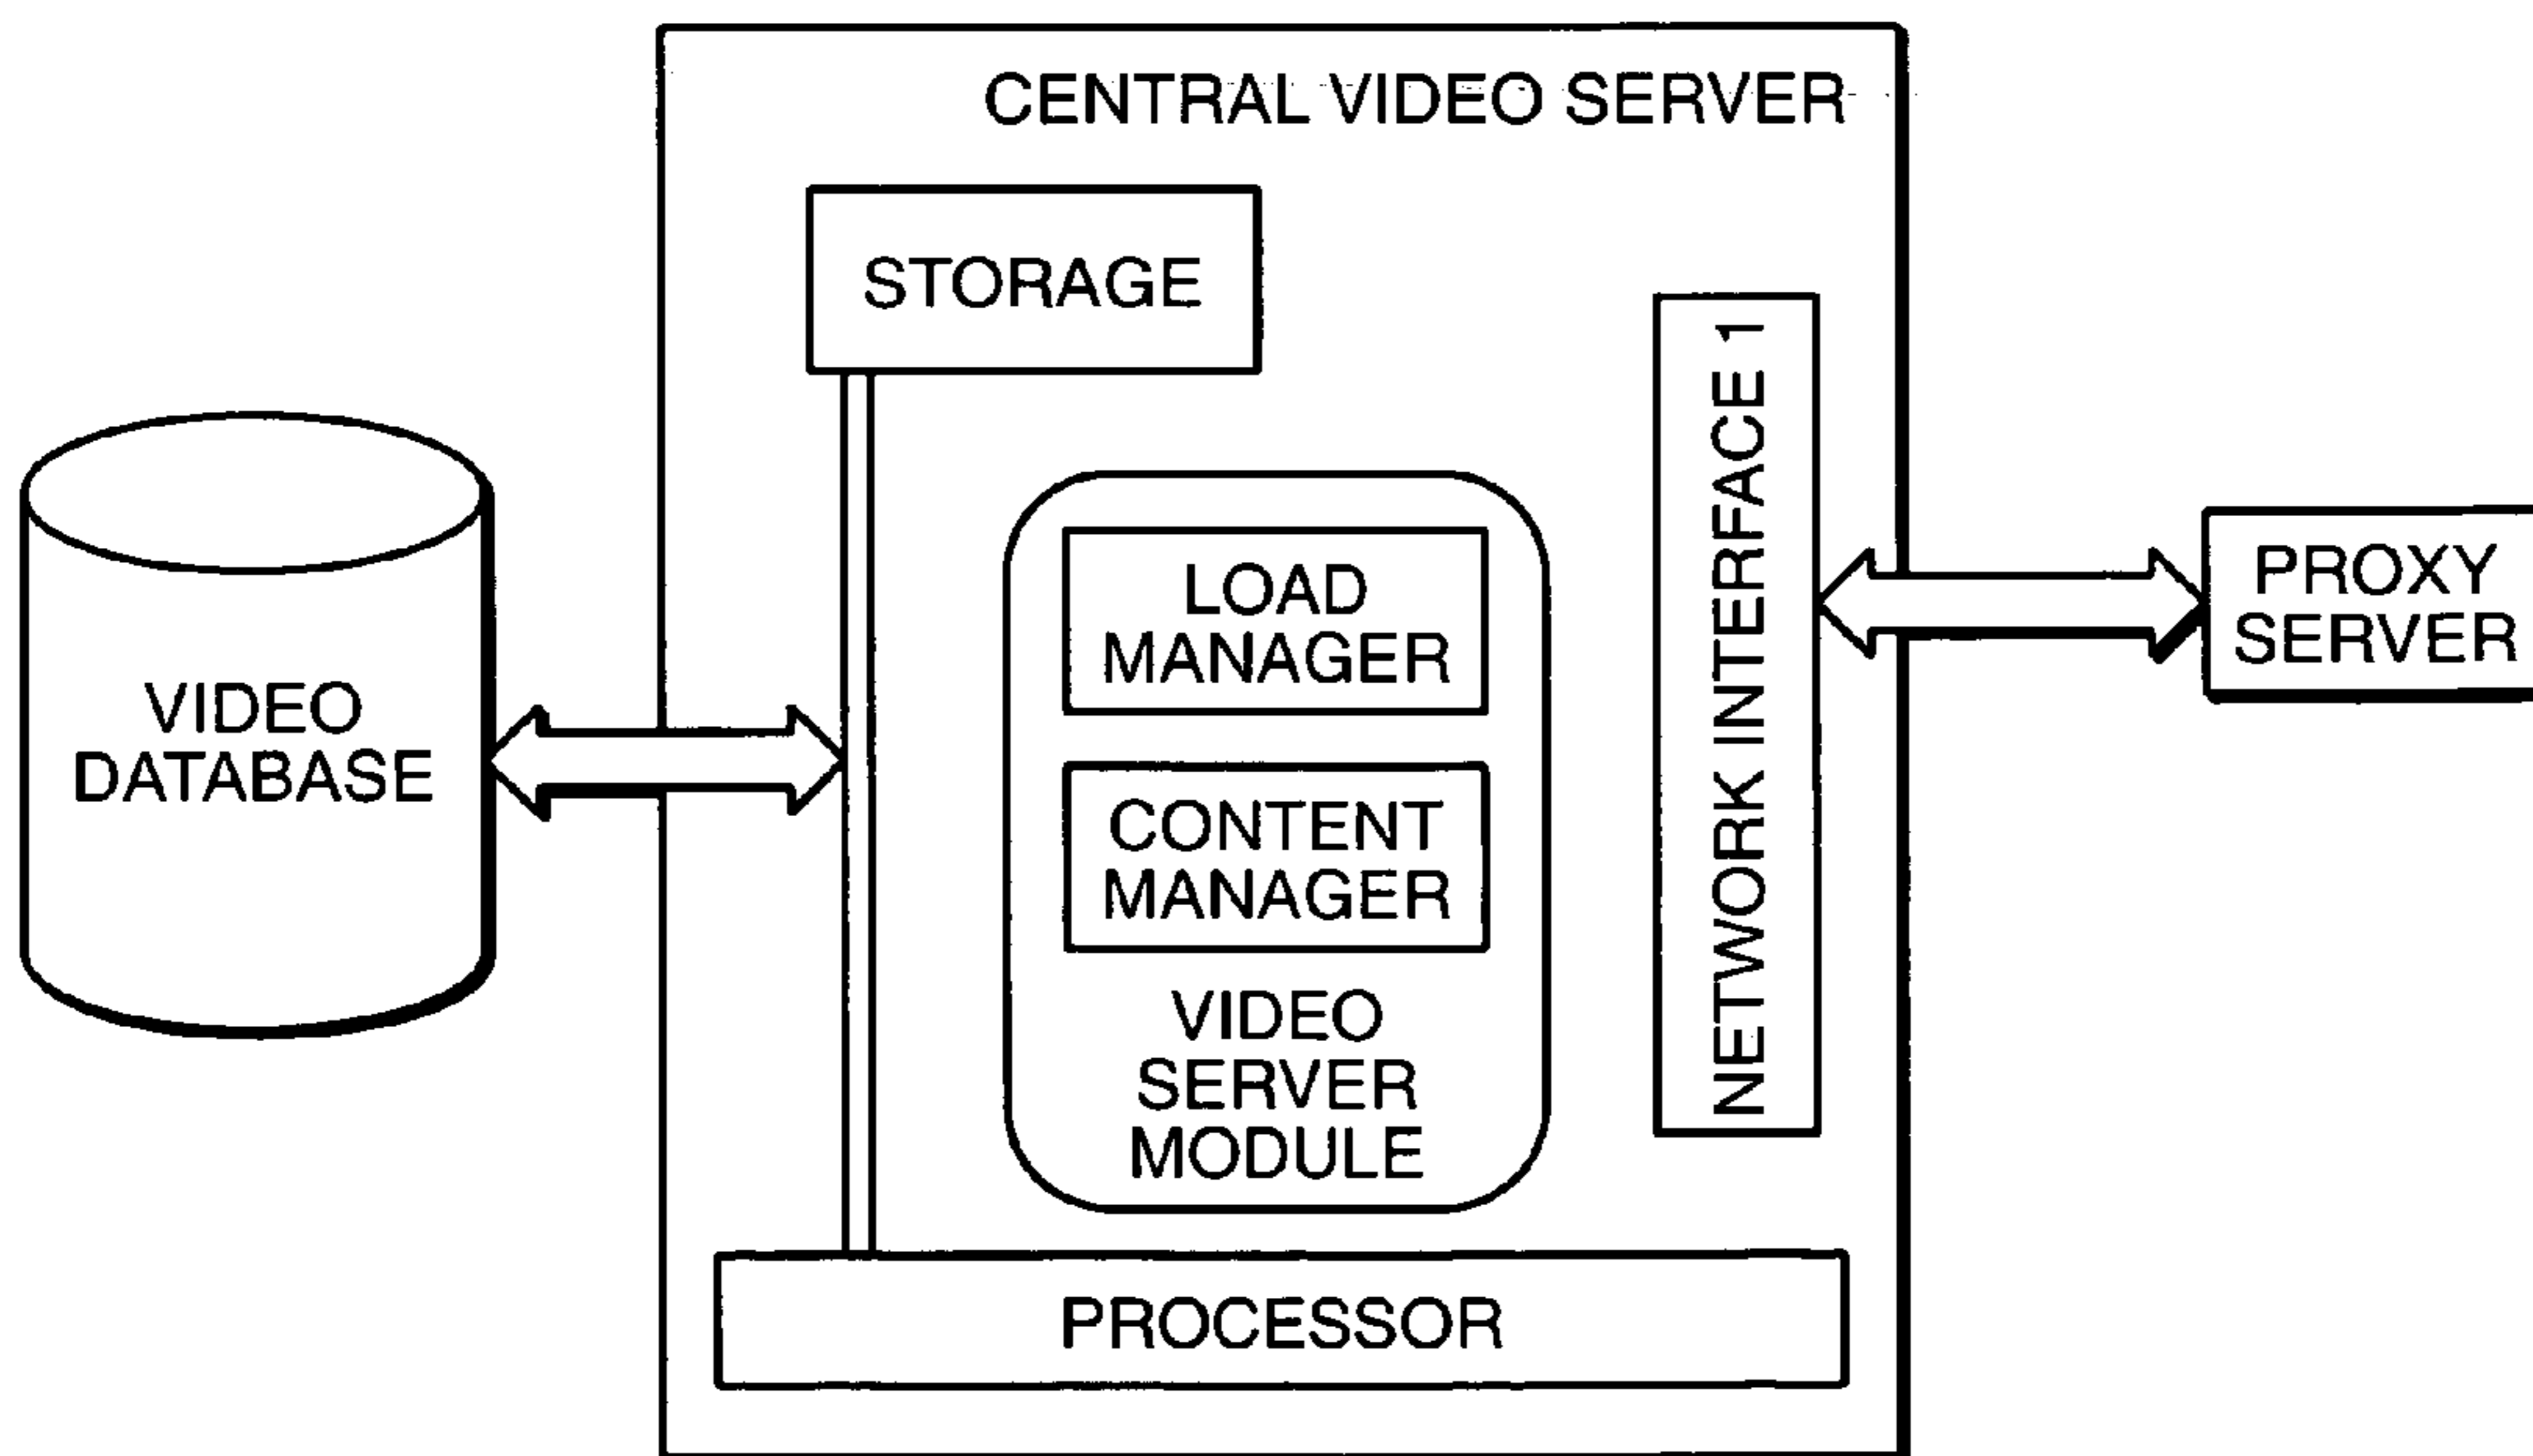 CENTRAL VIDEO SERVER
STORAGE
NETWORK INTERFACE 1
LOAD
MANAGER
PROXY
SERVER
VIDEO
DATABASE
CONTENT
MANAGER
VIDEO
SERVER
MODULE
PROCESSOR